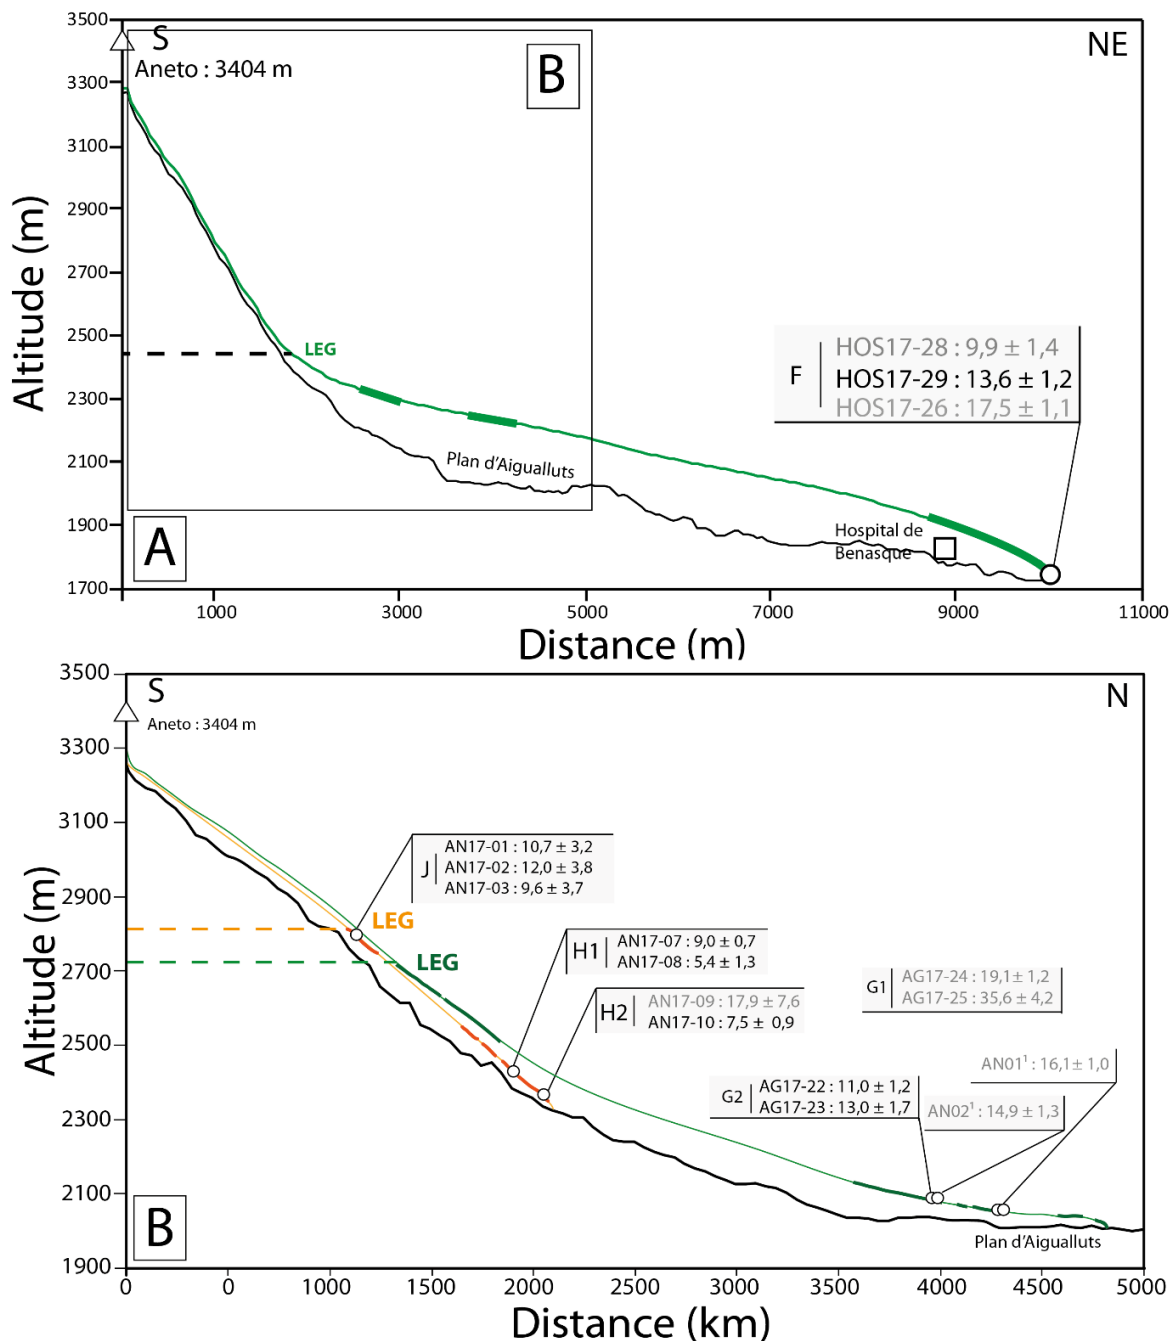 3500
S
NE
Aneto : 3404 m
B
3300
3100
2900
2700
2500
LEG
2300
2100
1900
1700
Altitude (m)
HOS17-28 : 9,9 ± 1,4
F
HOS17-29 : 13,6 ± 1,2
HOS17-26 : 17,5 ± 1,1
Plan d'Aigualluts
Hospital de
Benasque
A
1000
3000
5000
7000
9000
11000
Distance (m)
3500
S
N
Aneto : 3404 m
3300
3100
2900
2700
2500
2300
2100
1900
Altitude (m)
AN17-01 : 10,7 ± 3,2
J
AN17-02 : 12,0 ± 3,8
AN17-03 : 9,6 ± 3,7
LEG
LEG
H1
AN17-07 : 9,0 ± 0,7
AN17-08 : 5,4 ± 1,3
H2
AN17-09 : 17,9 ± 7,6
AN17-10 : 7,5 ± 0,9
G1
AG17-24 : 19,1 ± 1,2
AG17-25 : 35,6 ± 4,2
AN01¹ : 16,1 ± 1,0
G2
AG17-22 : 11,0 ± 1,2
AG17-23 : 13,0 ± 1,7
AN02¹ : 14,9 ± 1,3
B
Plan d'Aigualluts
0
0
1000
1500
2000
2500
3000
3500
4000
4500
5000
Distance (km)